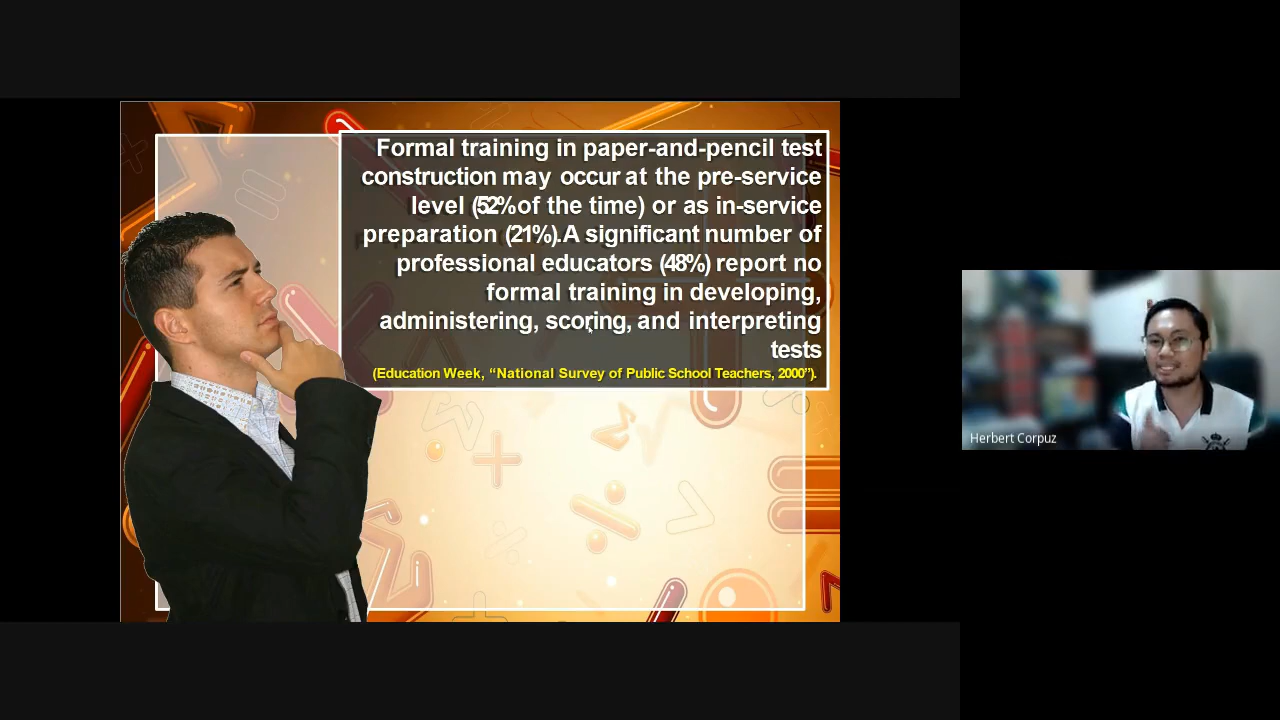 Formal training in paper-and-pencil test
construction may occur at the pre-service
level (52%of the time) or as in-service
preparation (21%).A significant number of
professional educators (48%) report no
formal training in developing,
administering, scoring, and interpreting
tests
(Education Week, “National Survey of Public School Teachers, 2000”).
Herbert Corpuz